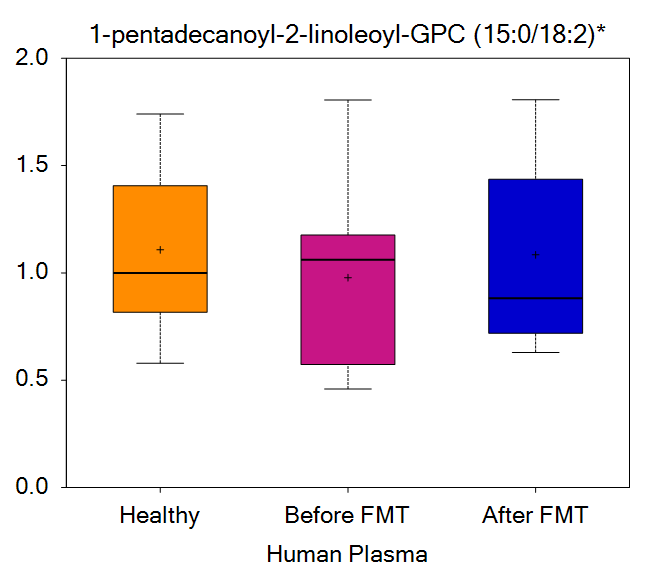 1-pentadecanoyl-2-linoleoyl-GPC (15:0/18:2)*
2.0
1.5
1.0
0.5
0.0
Healthy Before FMT After FMT
Human Plasma